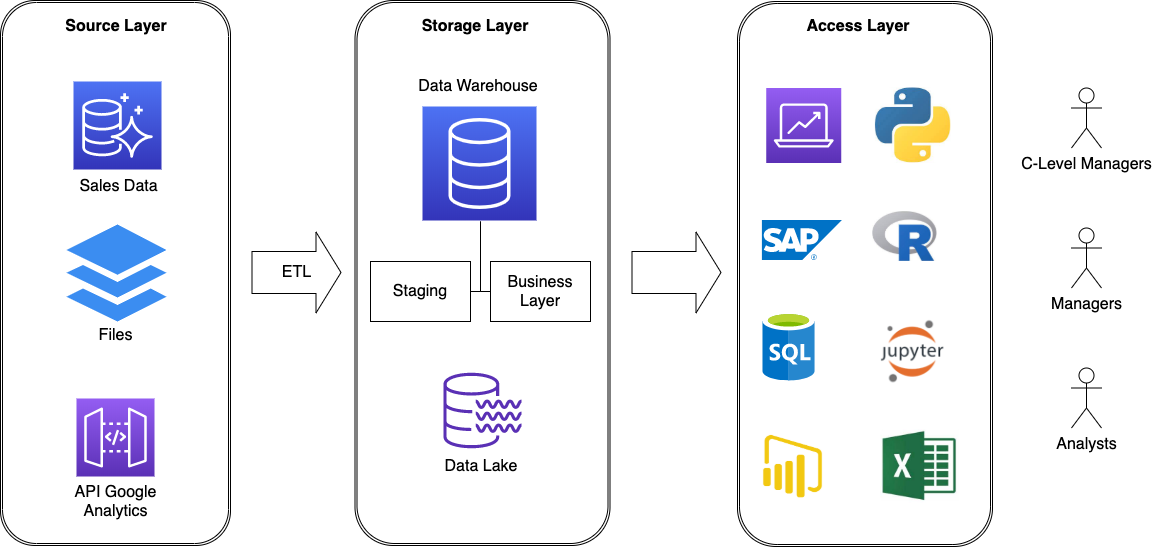 Source Layer
Sales Data
Files
API Google
Analytics
ETL
Storage Layer
Data Warehouse
Staging
Business
Layer
Data Lake
Access Layer
SAP
®
R
SQL
jupyter
X
C-Level Managers
Managers
Analysts